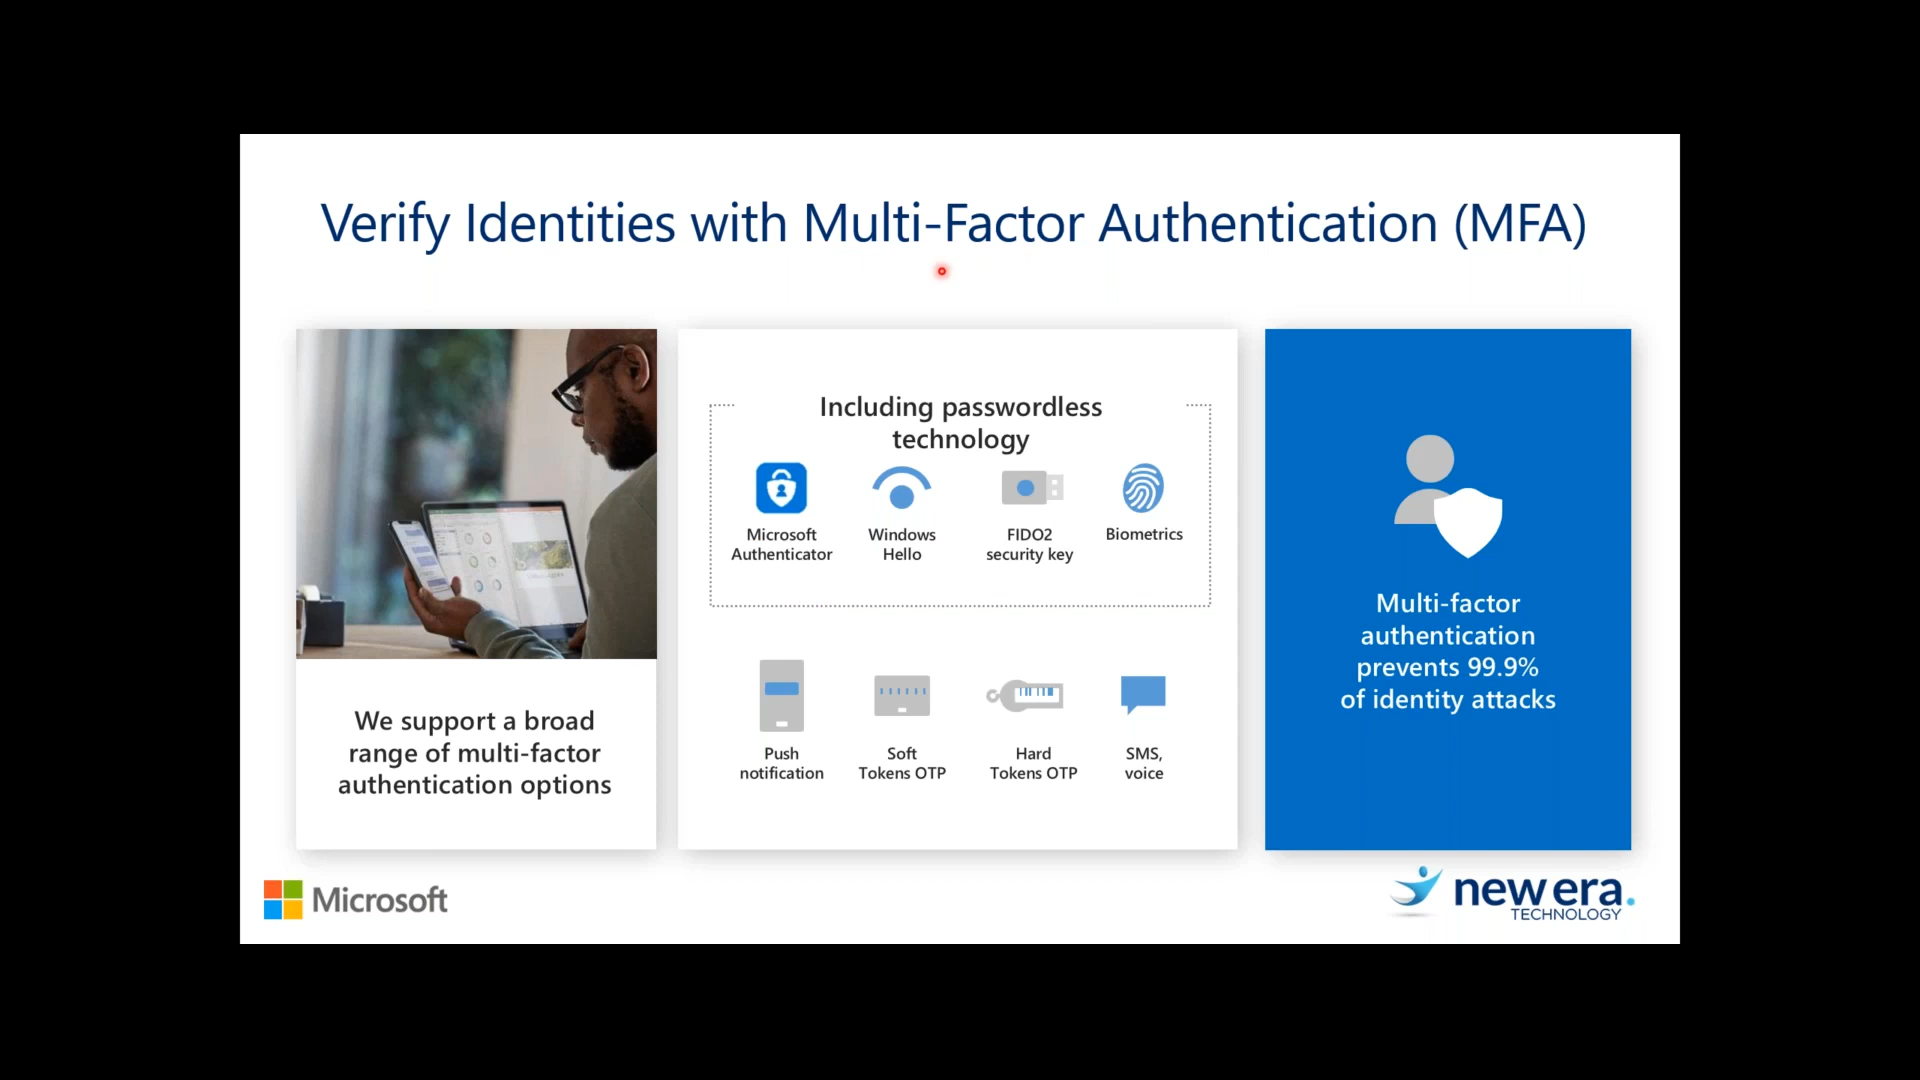 Verify Identities with Multi-Factor Authentication (MFA)
We support a broad
range of multi-factor
authentication options
Including passwordless
technology
Microsoft
Authenticator
Windows
Hello
FIDO2
security key
Biometrics
Push
notification
Soft
Tokens OTP
Hard
Tokens OTP
SMS,
voice
Multi-factor
authentication
prevents 99.9%
of identity attacks
Microsoft
new era.
TECHNOLOGY